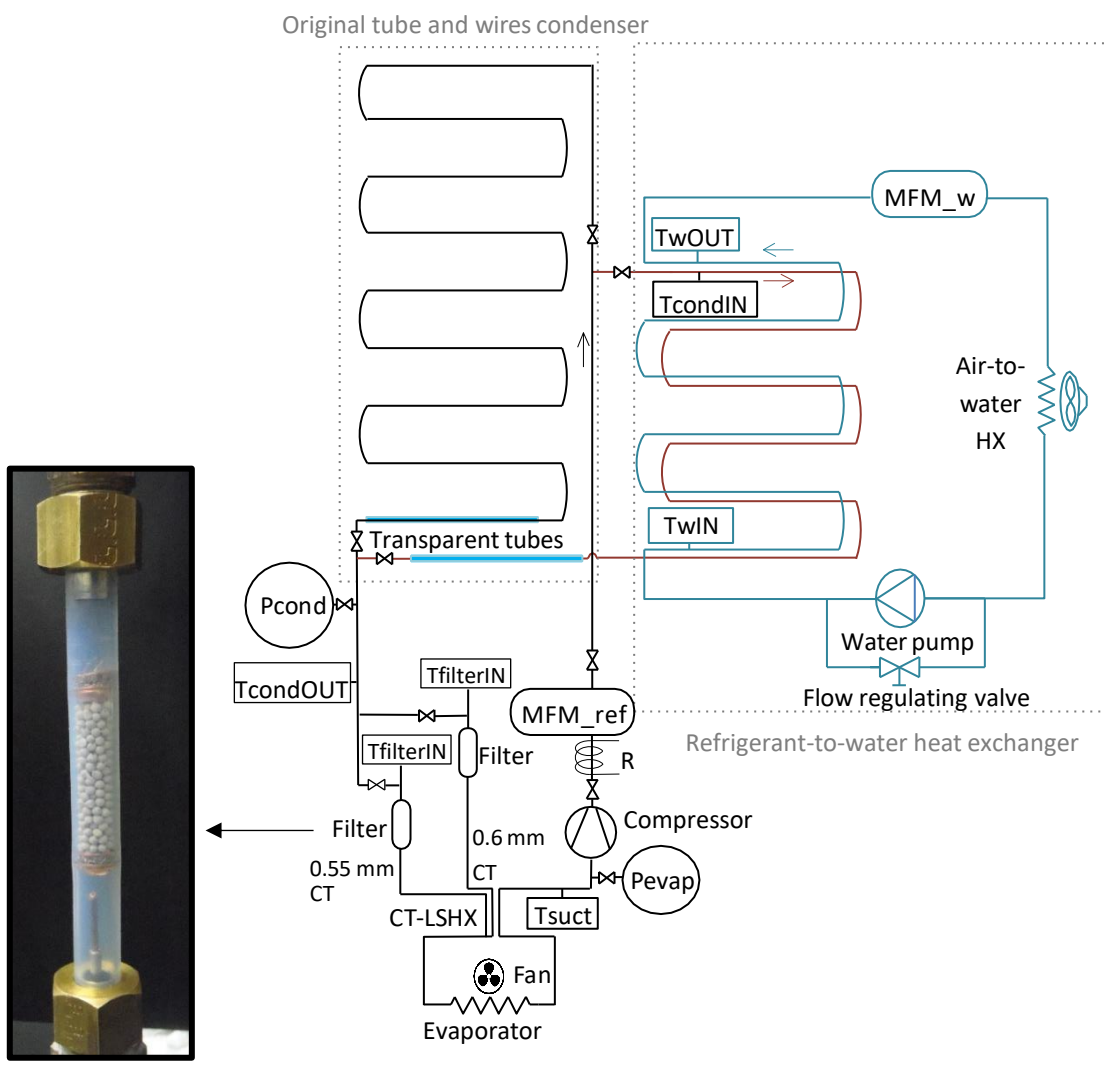 Original tube and wires condenser
MFM_w
TwOUT
TcondIN
Air-to-
water
HX
TwIN
Transparent tubes
Pcond
Water pump
TfilterIN
TcondOUT
Flow regulating valve
MFM_ref
Refrigerant-to-water heat exchanger
TfilterIN
Filter
R
Compressor
Filter
0.6 mm
CT
0.55 mm
CT
Pevap
CT-LSHX
Tsuct
Fan
Evaporator